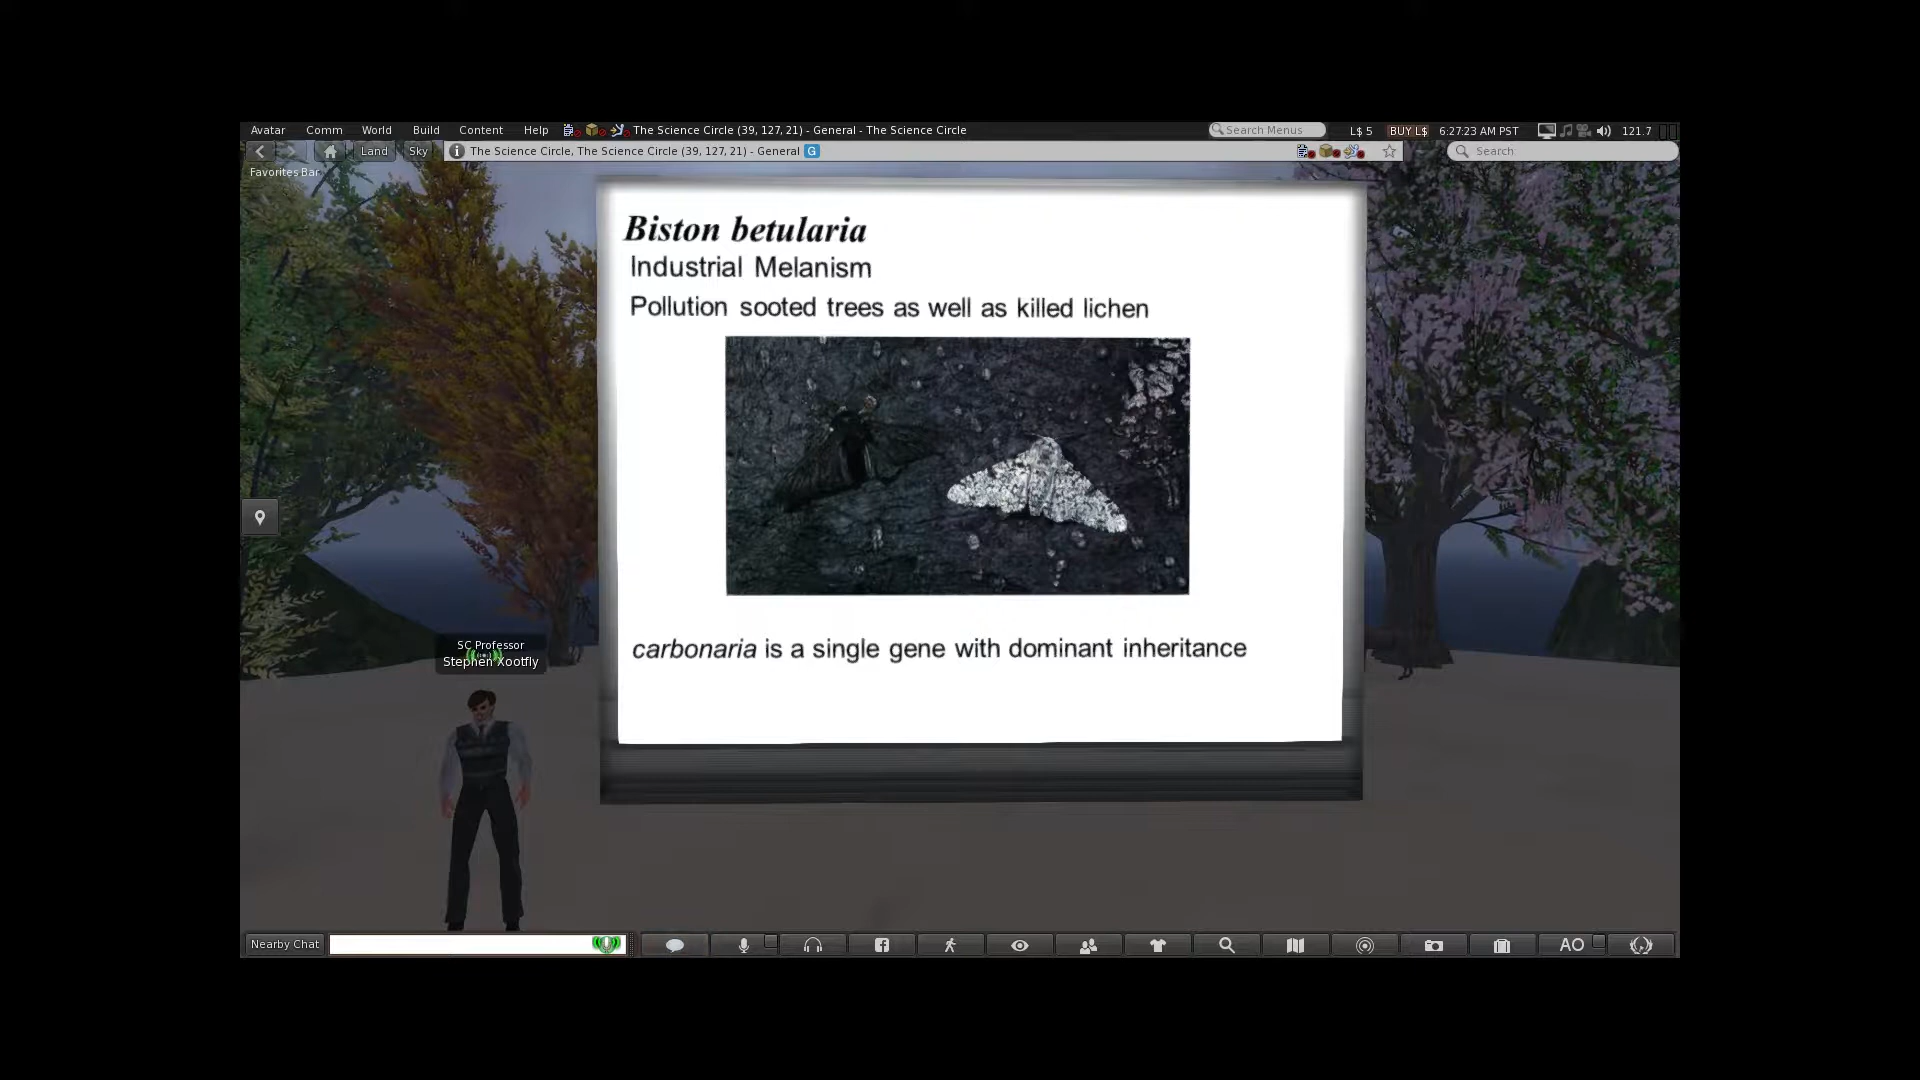 Avatar Comm World Build Content Help The Science Circle (39, 127, 21) - General - The Science Circle Search Menus L$ 5 BUY L$ 6:27:23 AM PST 121.7
Land Sky The Science Circle, The Science Circle (39, 127, 21) - General G Search
Favorites Bar
Biston betularia
Industrial Melanism
Pollution sooted trees as well as killed lichen
carbonaria is a single gene with dominant inheritance
SC Professor
Stephen Xootfly
Nearby Chat AO